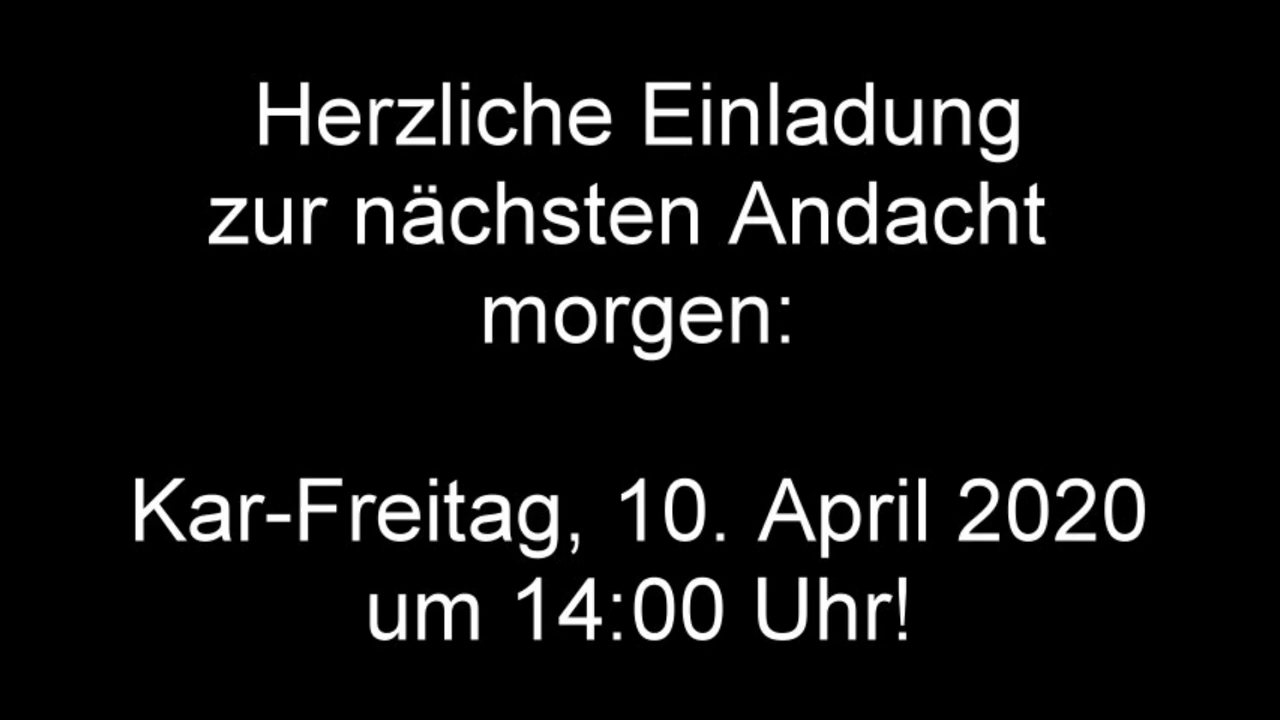 Herzliche Einladung
zur nächsten Andacht
morgen:
Kar-Freitag, 10. April 2020
um 14:00 Uhr!